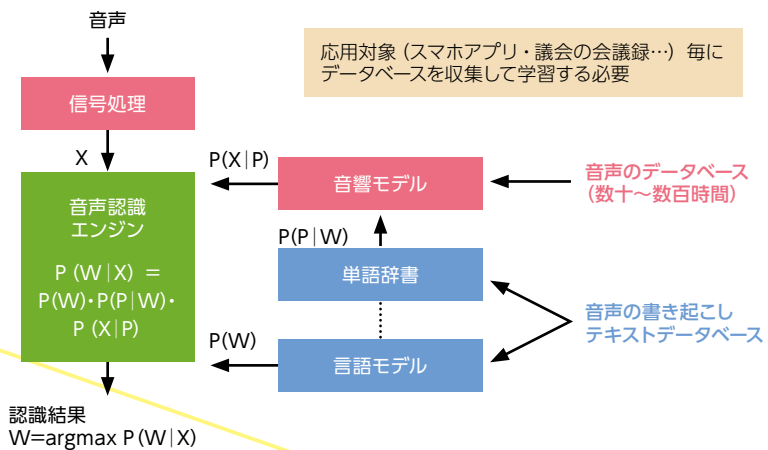 音声
応用対象（スマホアプリ・議会の会議録…）毎に
データベースを収集して学習する必要
信号処理
X
P(X|P)
音響モデル
音声のデータベース
（数十～数百時間）
音声認識
エンジン
P(W|X) =
P(W)・P(P|W)・
P(X|P)
P(P|W)
単語辞書
音声の書き起こし
テキストデータベース
P(W)
言語モデル
認識結果
W=argmax P(W|X)